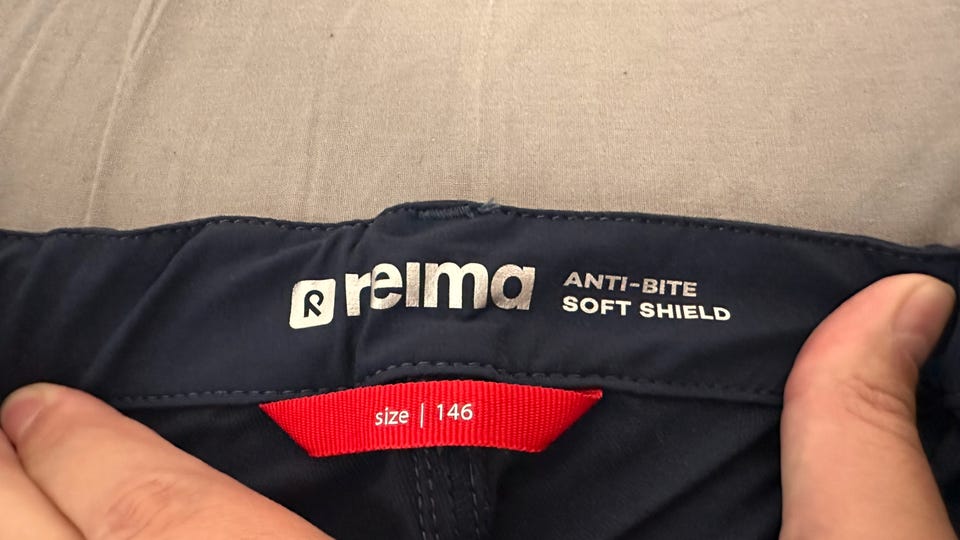 R reima
ANTI-BITE
SOFT SHIELD
size | 146